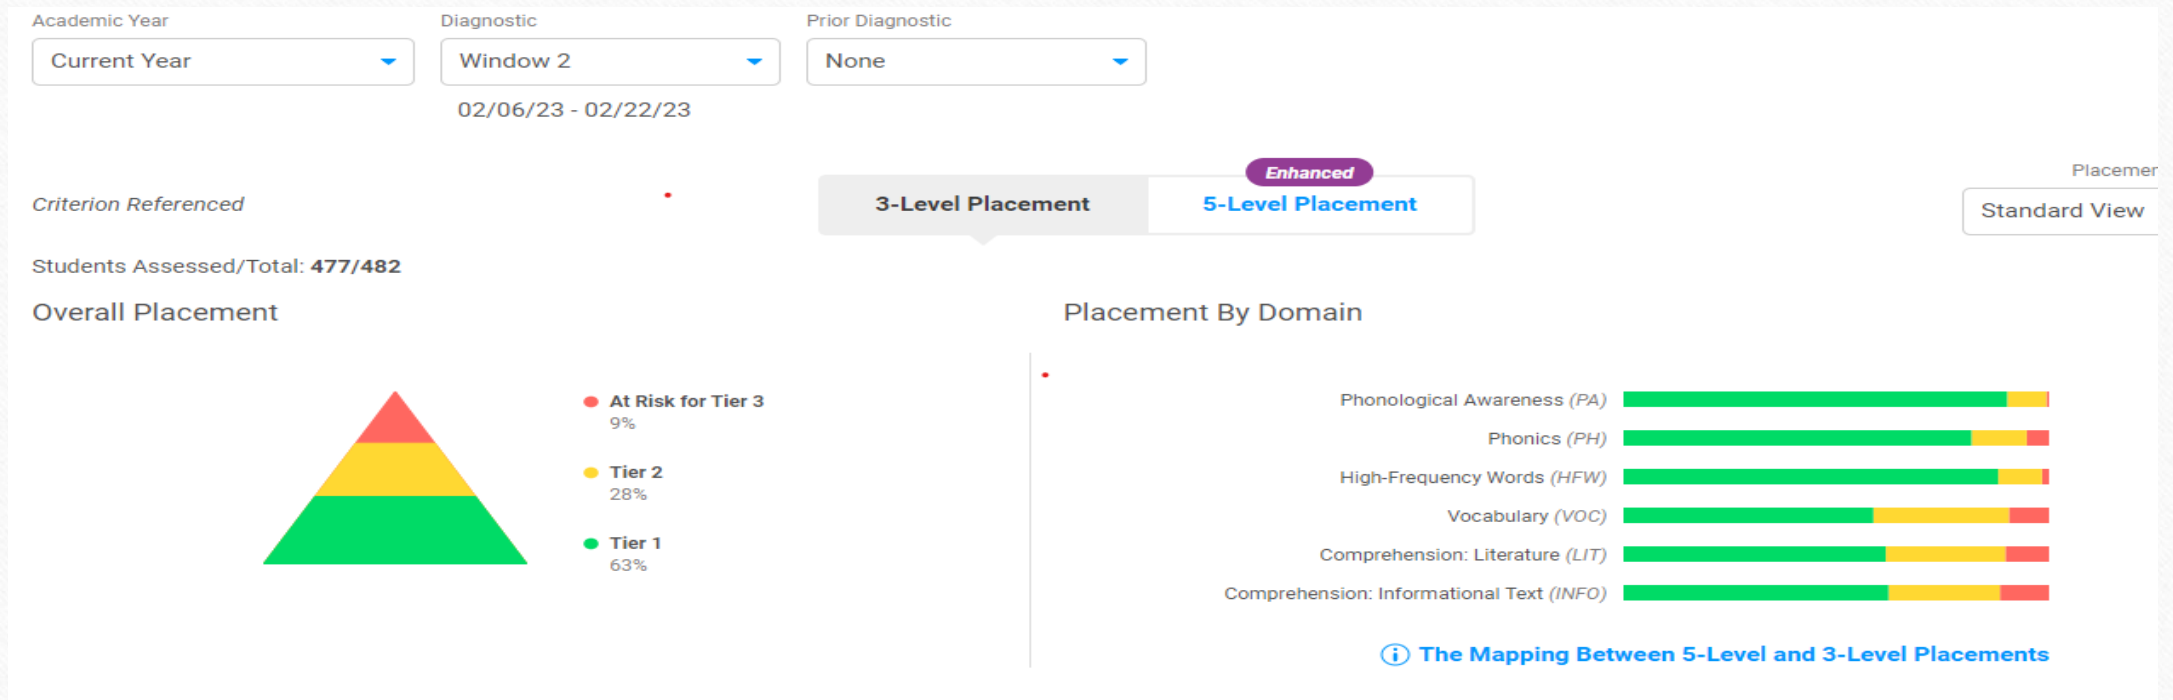 Academic Year
Diagnostic
Prior Diagnostic
Current Year
Window 2
None
02/06/23 - 02/22/23
Enhanced
Criterion Referenced
3-Level Placement
5-Level Placement
Placemen
Standard View
Students Assessed/Total: 477/482
Overall Placement
At Risk for Tier 3
9%
Tier 2
28%
Tier 1
63%
Placement By Domain
Phonological Awareness (PA)
Phonics (PH)
High-Frequency Words (HFW)
Vocabulary (VOC)
Comprehension: Literature (LIT)
Comprehension: Informational Text (INFO)
The Mapping Between 5-Level and 3-Level Placements